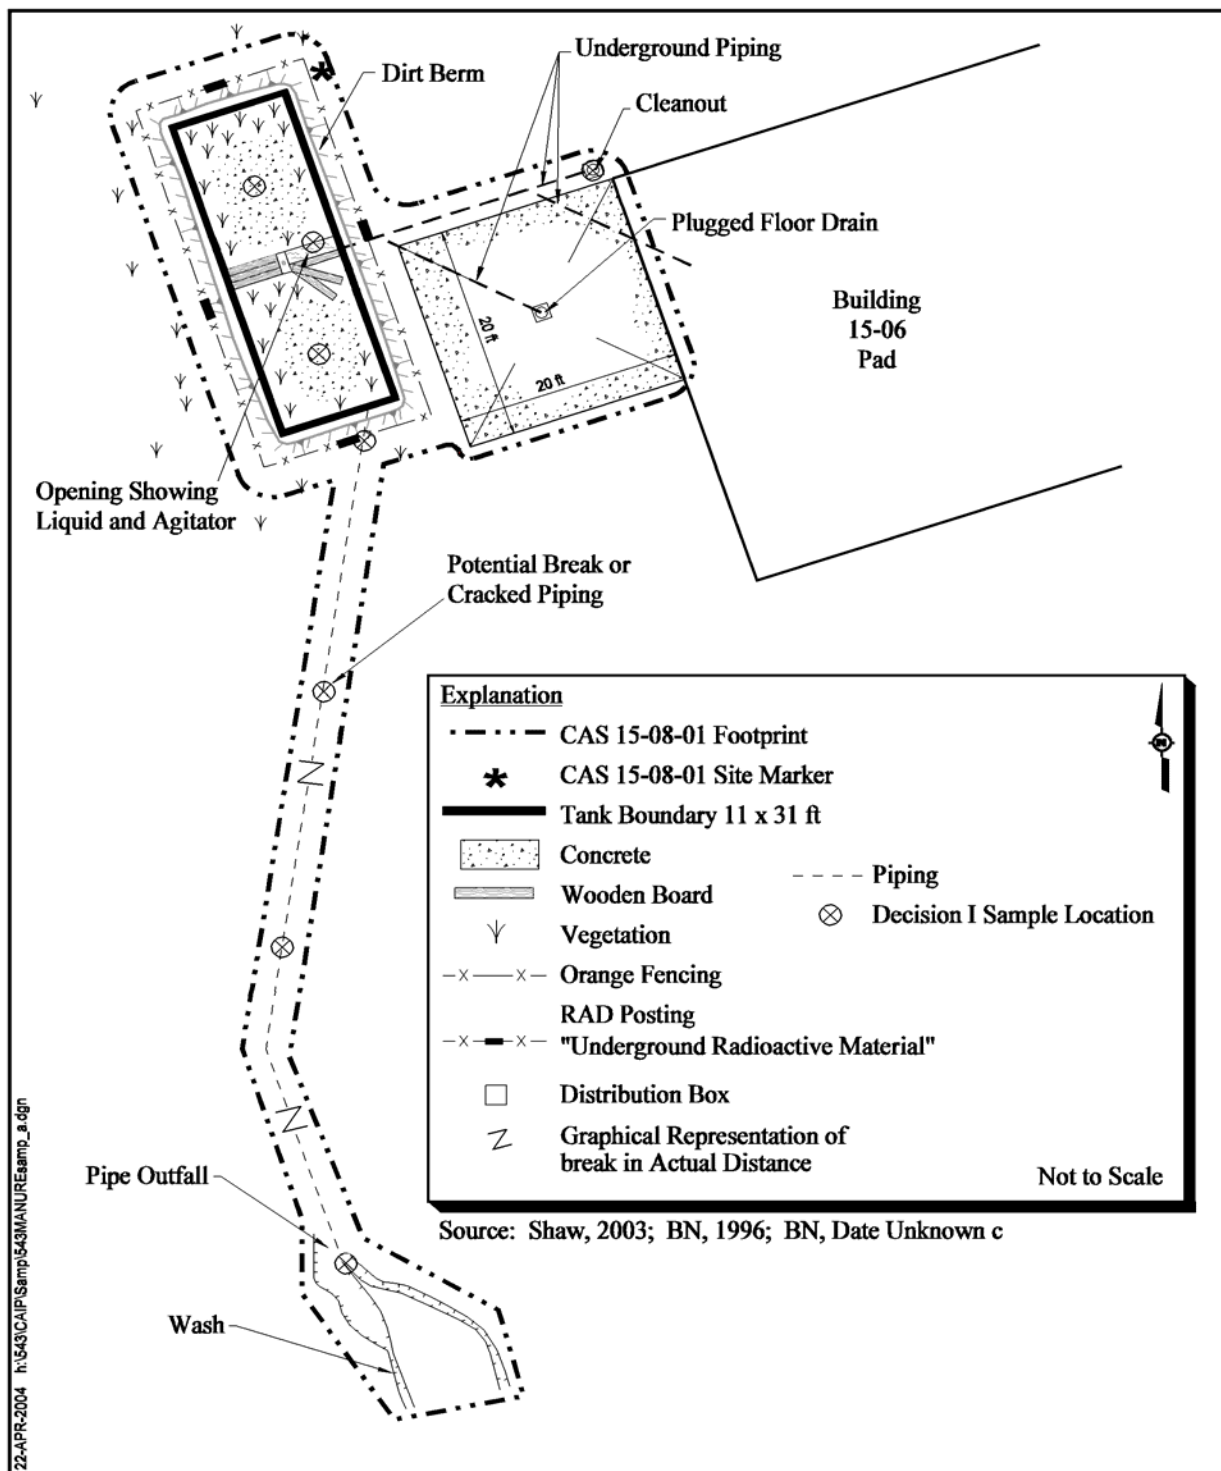 Underground Piping
Dirt Berm
Cleanout
Plugged Floor Drain
Building
15-06
Pad
20 ft
20 ft
Opening Showing
Liquid and Agitator
Potential Break or
Cracked Piping
Explanation
CAS 15-08-01 Footprint
CAS 15-08-01 Site Marker
Tank Boundary 11 x 31 ft
Concrete
Wooden Board
Vegetation
Orange Fencing
RAD Posting
"Underground Radioactive Material"
Distribution Box
Graphical Representation of
break in Actual Distance
Piping
Decision I Sample Location
N
Not to Scale
Pipe Outfall
Wash
Source: Shaw, 2003; BN, 1996; BN, Date Unknown c
22-APR-2004 h:\543\CAIP\Samp\543MANUREsamp_a.dgn